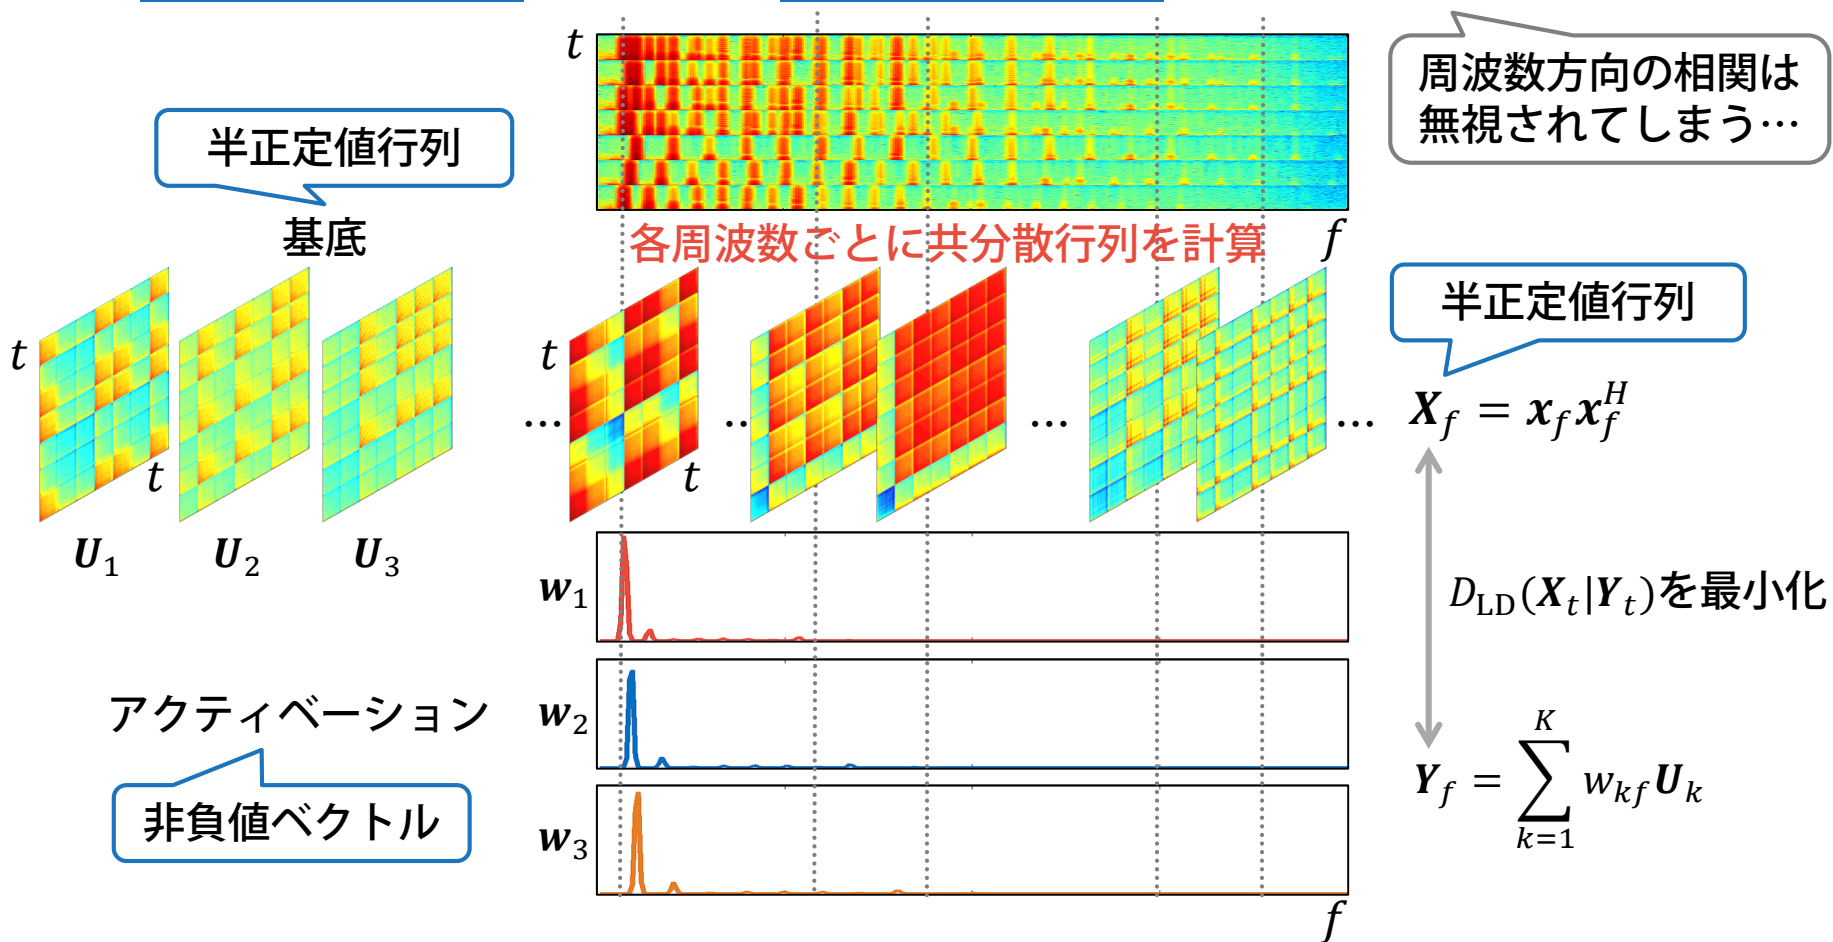 t
周波数方向の相関は
無視されてしまう…
半正定値行列
基底
f
各周波数ごとに共分散行列を計算
半正定値行列
t
t
t
t
… … … … …
X_f = x_f x_f^H
U_1 U_2 U_3
w_1
D_LD(X_t|Y_t)を最小化
アクティベーション
w_2
Y_f = \sum_{k=1}^{K} w_{kf} U_k
非負値ベクトル
w_3
f